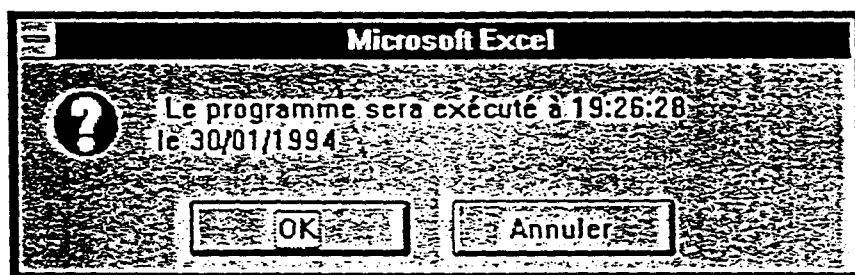 Microsoft Excel
Le programme sera exécuté à 19:26:28
le 30/01/1994
OK
Annuler